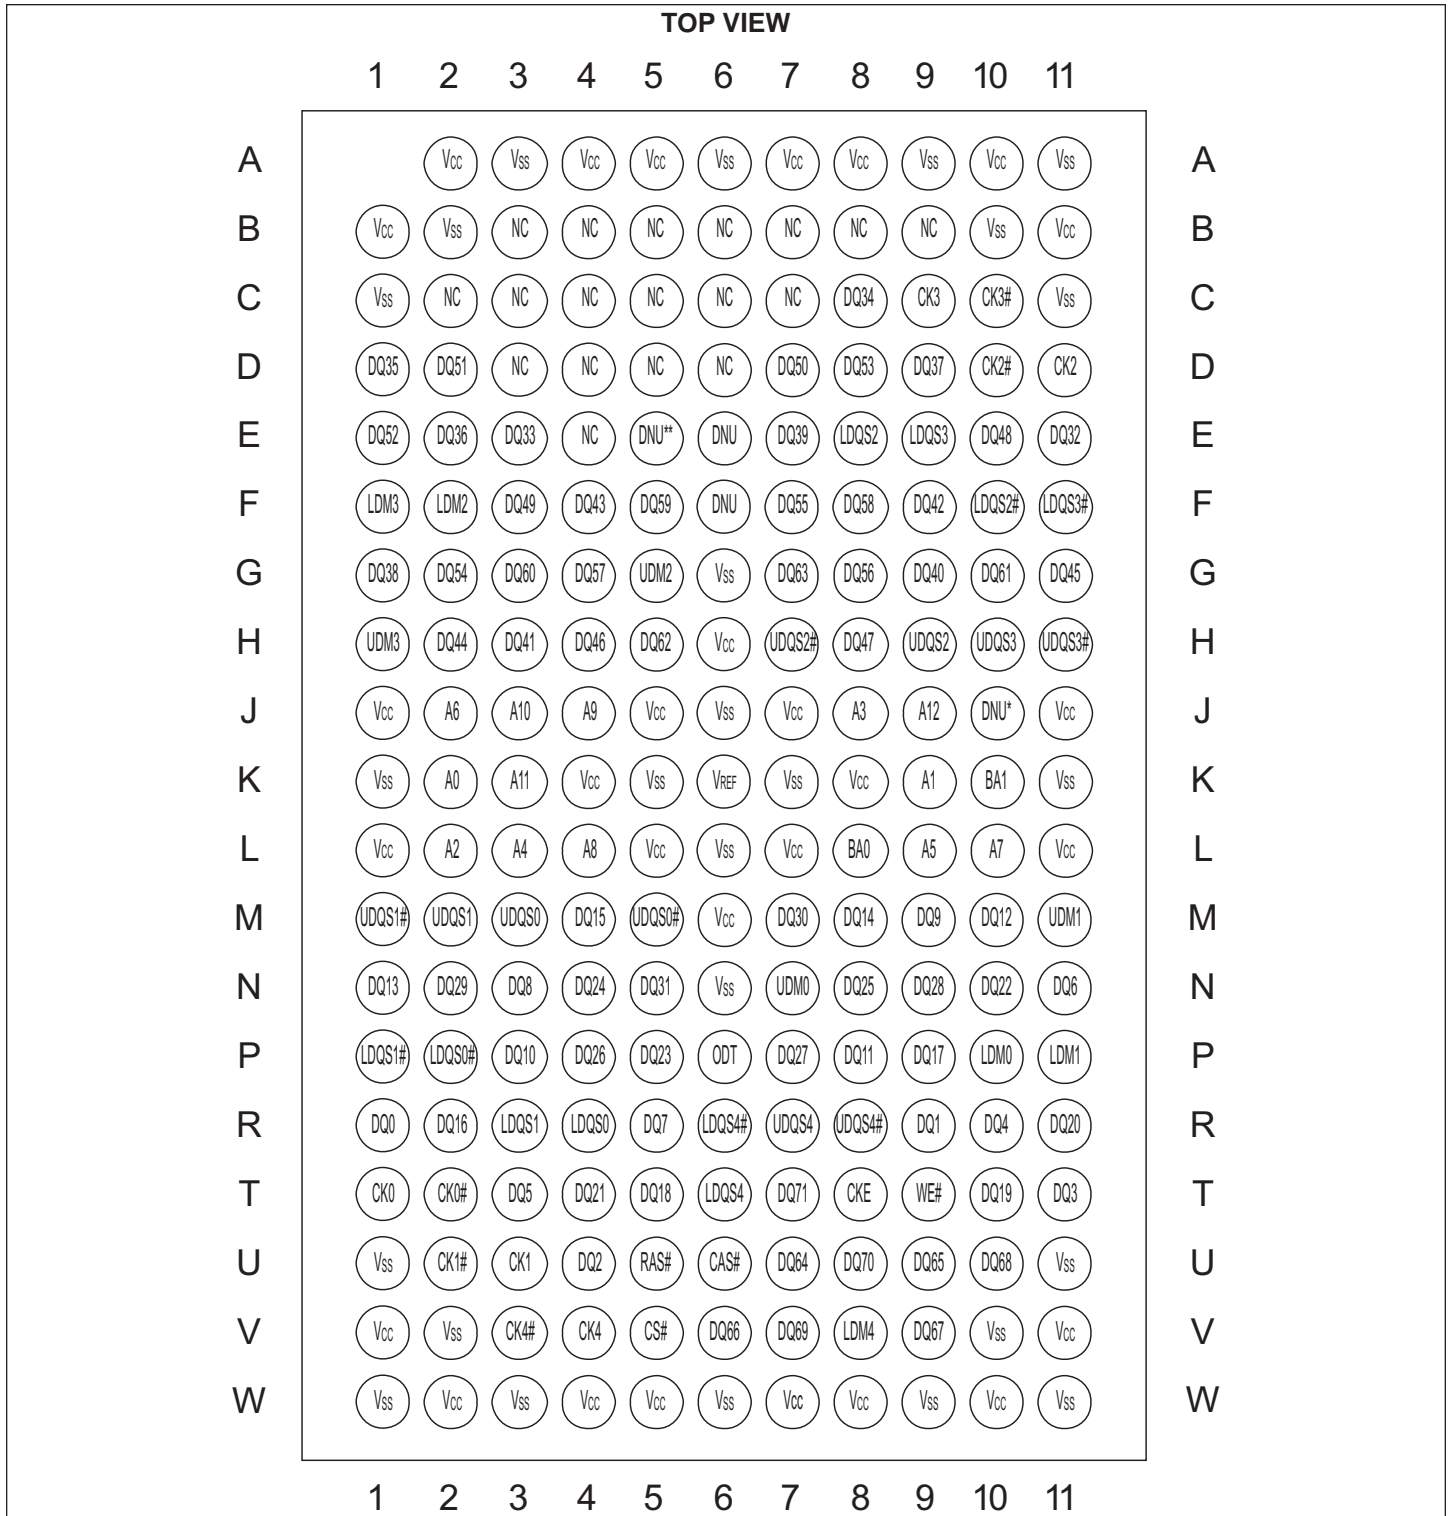 TOP VIEW
1 2 3 4 5 6 7 8 9 10 11
A Vcc Vss Vcc Vcc Vss Vcc Vcc Vss Vcc Vss A
B Vcc Vss NC NC NC NC NC NC NC Vss Vcc B
C Vss NC NC NC NC NC NC DQ34 CK3 CK3# Vss C
D DQ35 DQ51 NC NC NC NC DQ50 DQ53 DQ37 CK2# CK2 D
E DQ52 DQ36 DQ33 NC DNU** DNU DQ39 LDQS2 LDQS3 DQ48 DQ32 E
F LDM3 LDM2 DQ49 DQ43 DQ59 DNU DQ55 DQ58 DQ42 LDQS2# LDQS3# F
G DQ38 DQ54 DQ60 DQ57 UDM2 Vss DQ63 DQ56 DQ40 DQ61 DQ45 G
H UDM3 DQ44 DQ41 DQ46 DQ62 Vcc UDQS2# DQ47 UDQS2 UDQS3 UDQS3# H
J Vcc A6 A10 A9 Vcc Vss Vcc A3 A12 DNU* Vcc J
K Vss A0 A11 Vcc Vss VREF Vss Vcc A1 BA1 Vss K
L Vcc A2 A4 A8 Vcc Vss Vcc BA0 A5 A7 Vcc L
M UDQS1# UDQS1 UDQS0 DQ15 UDQS0# Vcc DQ30 DQ14 DQ9 DQ12 UDM1 M
N DQ13 DQ29 DQ8 DQ24 DQ31 Vss UDM0 DQ25 DQ28 DQ22 DQ6 N
P LDQS1# LDQS0# DQ10 DQ26 DQ23 ODT DQ27 DQ11 DQ17 LDM0 LDM1 P
R DQ0 DQ16 LDQS1 LDQS0 DQ7 LDQS4# UDQS4 UDQS4# DQ1 DQ4 DQ20 R
T CK0 CK0# DQ5 DQ21 DQ18 LDQS4 DQ71 CKE WE# DQ19 DQ3 T
U Vss CK1# CK1 DQ2 RAS# CAS# DQ64 DQ70 DQ65 DQ68 Vss U
V Vcc Vss CK4# CK4 CS# DQ66 DQ69 LDM4 DQ67 Vss Vcc V
W Vss Vcc Vss Vcc Vcc Vss Vcc Vcc Vss Vcc Vss W
1 2 3 4 5 6 7 8 9 10 11